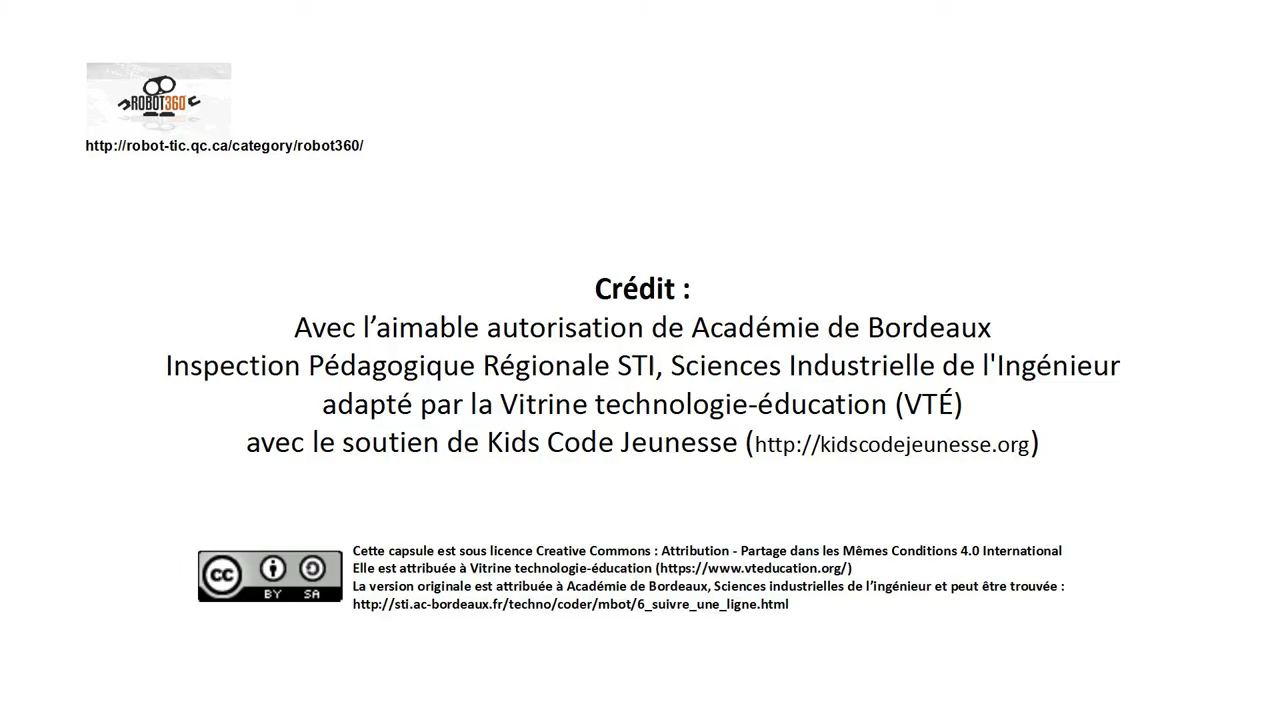 ROBOT360
http://robot-tic.qc.ca/category/robot360/
Crédit :
Avec l’aimable autorisation de Académie de Bordeaux
Inspection Pédagogique Régionale STI, Sciences Industrielle de l'Ingénieur
adapté par la Vitrine technologie-éducation (VTÉ)
avec le soutien de Kids Code Jeunesse (http://kidscodejeunesse.org)
Cette capsule est sous licence Creative Commons : Attribution - Partage dans les Mêmes Conditions 4.0 International
Elle est attribuée à Vitrine technologie-éducation (https://www.vteducation.org/)
La version originale est attribuée à Académie de Bordeaux, Sciences industrielles de l’ingénieur et peut être trouvée :
http://sti.ac-bordeaux.fr/techno/coder/mbot/6_suivre_une_ligne.html
cc
BY SA